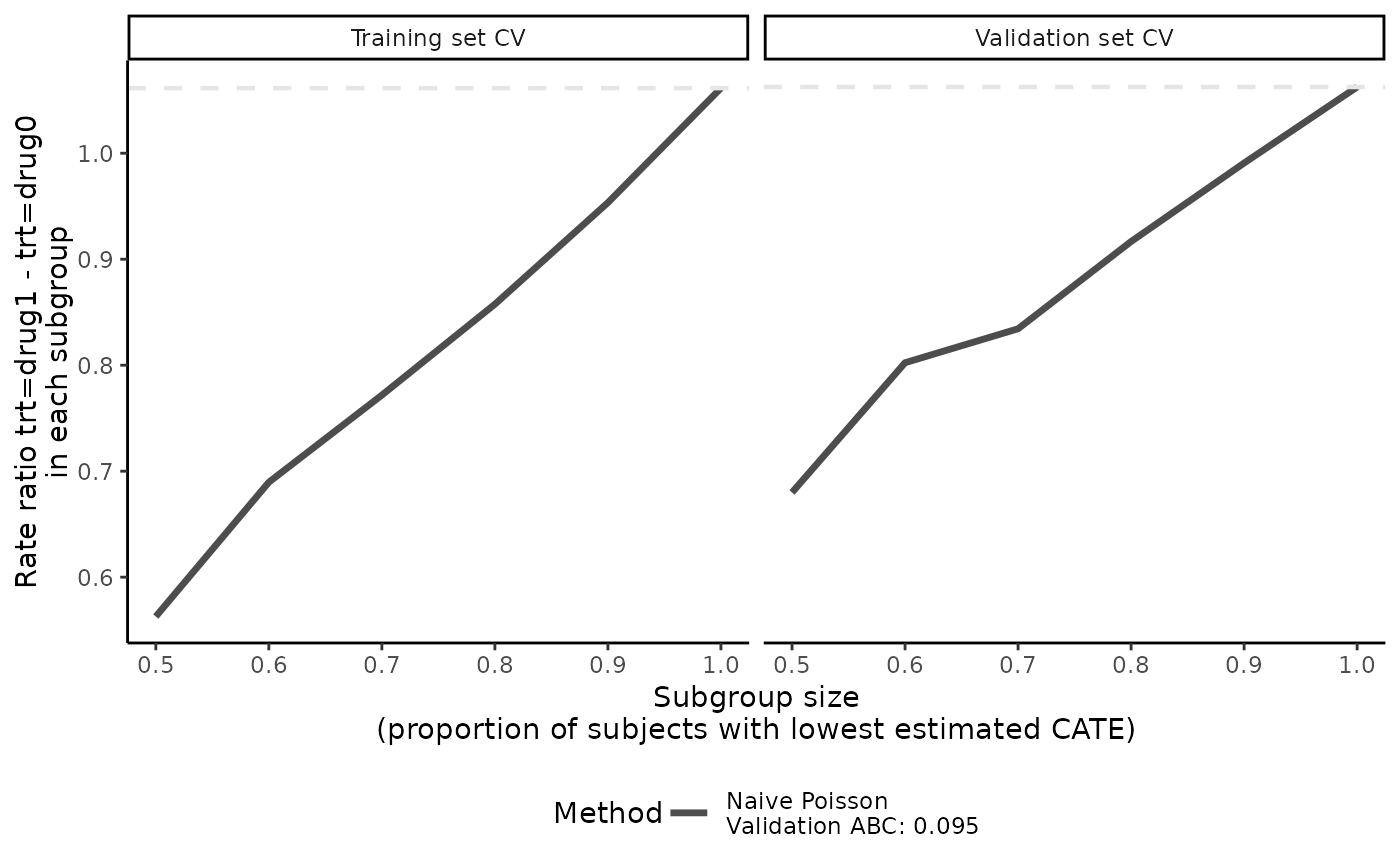 Training set CV
Validation set CV
Rate ratio trt=drug1 - trt=drug0
in each subgroup
1.0
0.9
0.8
0.7
0.6
0.5 0.6 0.7 0.8 0.9 1.0
0.5 0.6 0.7 0.8 0.9 1.0
Subgroup size
(proportion of subjects with lowest estimated CATE)
Method
Naive Poisson
Validation ABC: 0.095